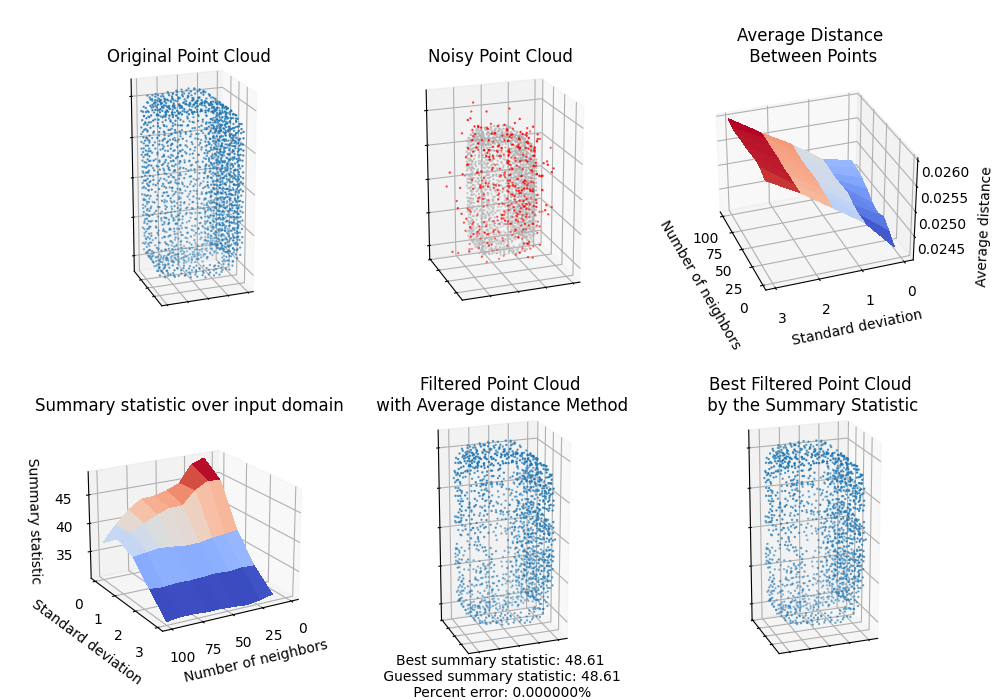 Original Point Cloud
Noisy Point Cloud
Average Distance
Between Points
0.0260
0.0255
0.0250
0.0245
Average distance
100
75
50
25
0
Number of neighbors
3
2
1
0
Standard deviation
Summary statistic over input domain
Summary statistic
45
40
35
0
1
2
3
Standard deviation
100
75
50
25
0
Number of neighbors
Filtered Point Cloud
with Average distance Method
Best summary statistic: 48.61
Guessed summary statistic: 48.61
Percent error: 0.000000%
Best Filtered Point Cloud
by the Summary Statistic